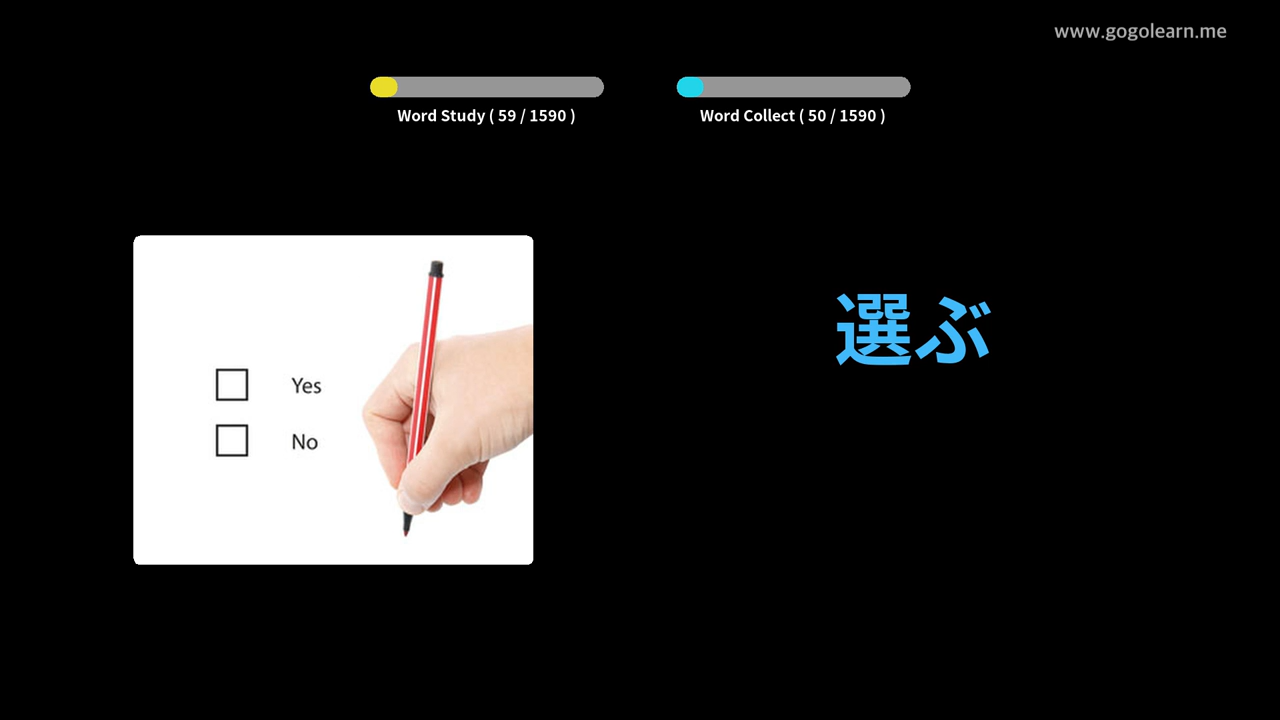 www.gogolearn.me
Word Study ( 59 / 1590 )
Word Collect ( 50 / 1590 )
Yes
No
選ぶ